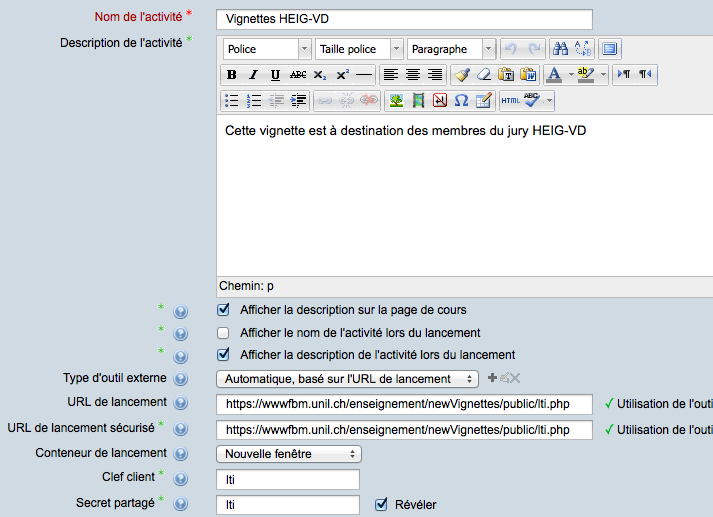 Nom de l'activité *
Vignettes HEIG-VD
Description de l'activité *
Police Taille police Paragraphe
B I U ABC X₂ X² —
HTML ABC
Cette vignette est à destination des membres du jury HEIG-VD
Chemin: p
* Afficher la description sur la page de cours
* Afficher le nom de l'activité lors du lancement
* Afficher la description de l'activité lors du lancement
Type d'outil externe Automatique, basé sur l'URL de lancement
URL de lancement https://wwwfbm.unil.ch/enseignement/newVignettes/public/lti.php ✓ Utilisation de l'outi
URL de lancement sécurisé * https://wwwfbm.unil.ch/enseignement/newVignettes/public/lti.php ✓ Utilisation de l'outi
Conteneur de lancement Nouvelle fenêtre
Clef client * lti
Secret partagé * lti Révéler